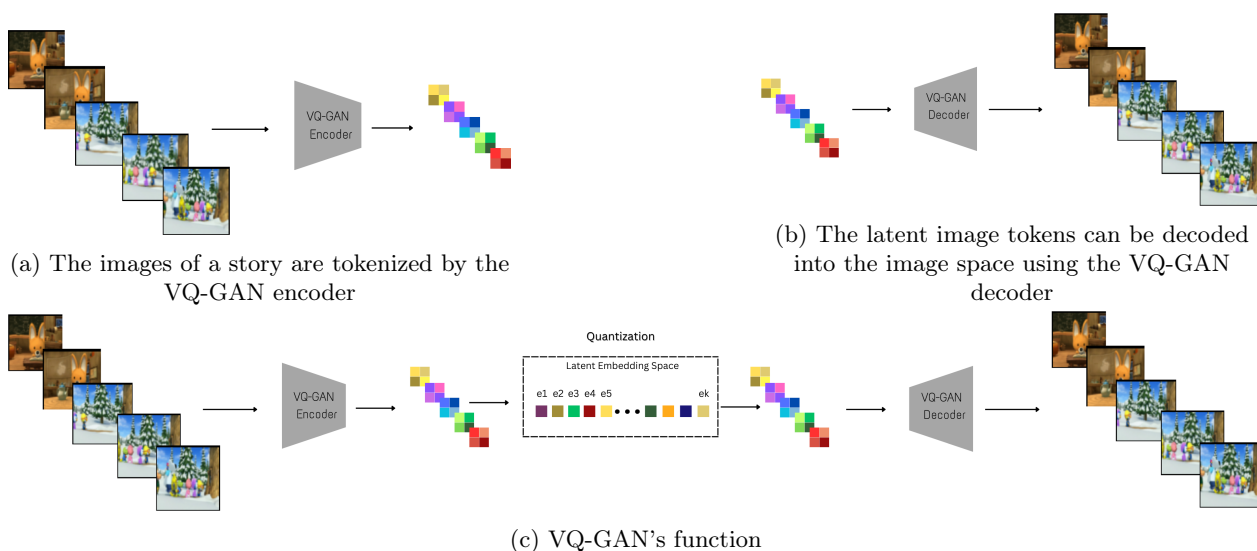 VQ-GAN
Encoder
(a) The images of a story are tokenized by the
VQ-GAN encoder
VQ-GAN
Decoder
(b) The latent image tokens can be decoded
into the image space using the VQ-GAN
decoder
VQ-GAN
Encoder
Quantization
Latent Embedding Space
e1 e2 e3 e4 e5 ek
VQ-GAN
Decoder
(c) VQ-GAN's function